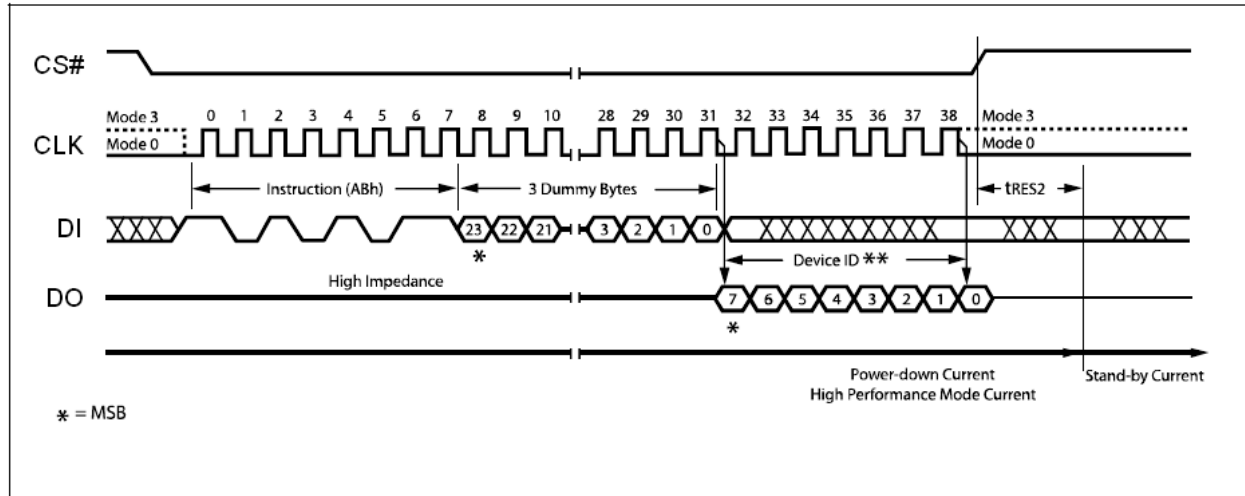 CS#
Mode 3 0 1 2 3 4 5 6 7 8 9 10 28 29 30 31 32 33 34 35 36 37 38 Mode 3
CLK Mode 0 Mode 0
Instruction (ABh) 3 Dummy Bytes tRES2
DI 23 22 21 3 2 1 0
* Device ID **
High Impedance
DO 7 6 5 4 3 2 1 0
*
Power-down Current Stand-by Current
High Performance Mode Current
* = MSB